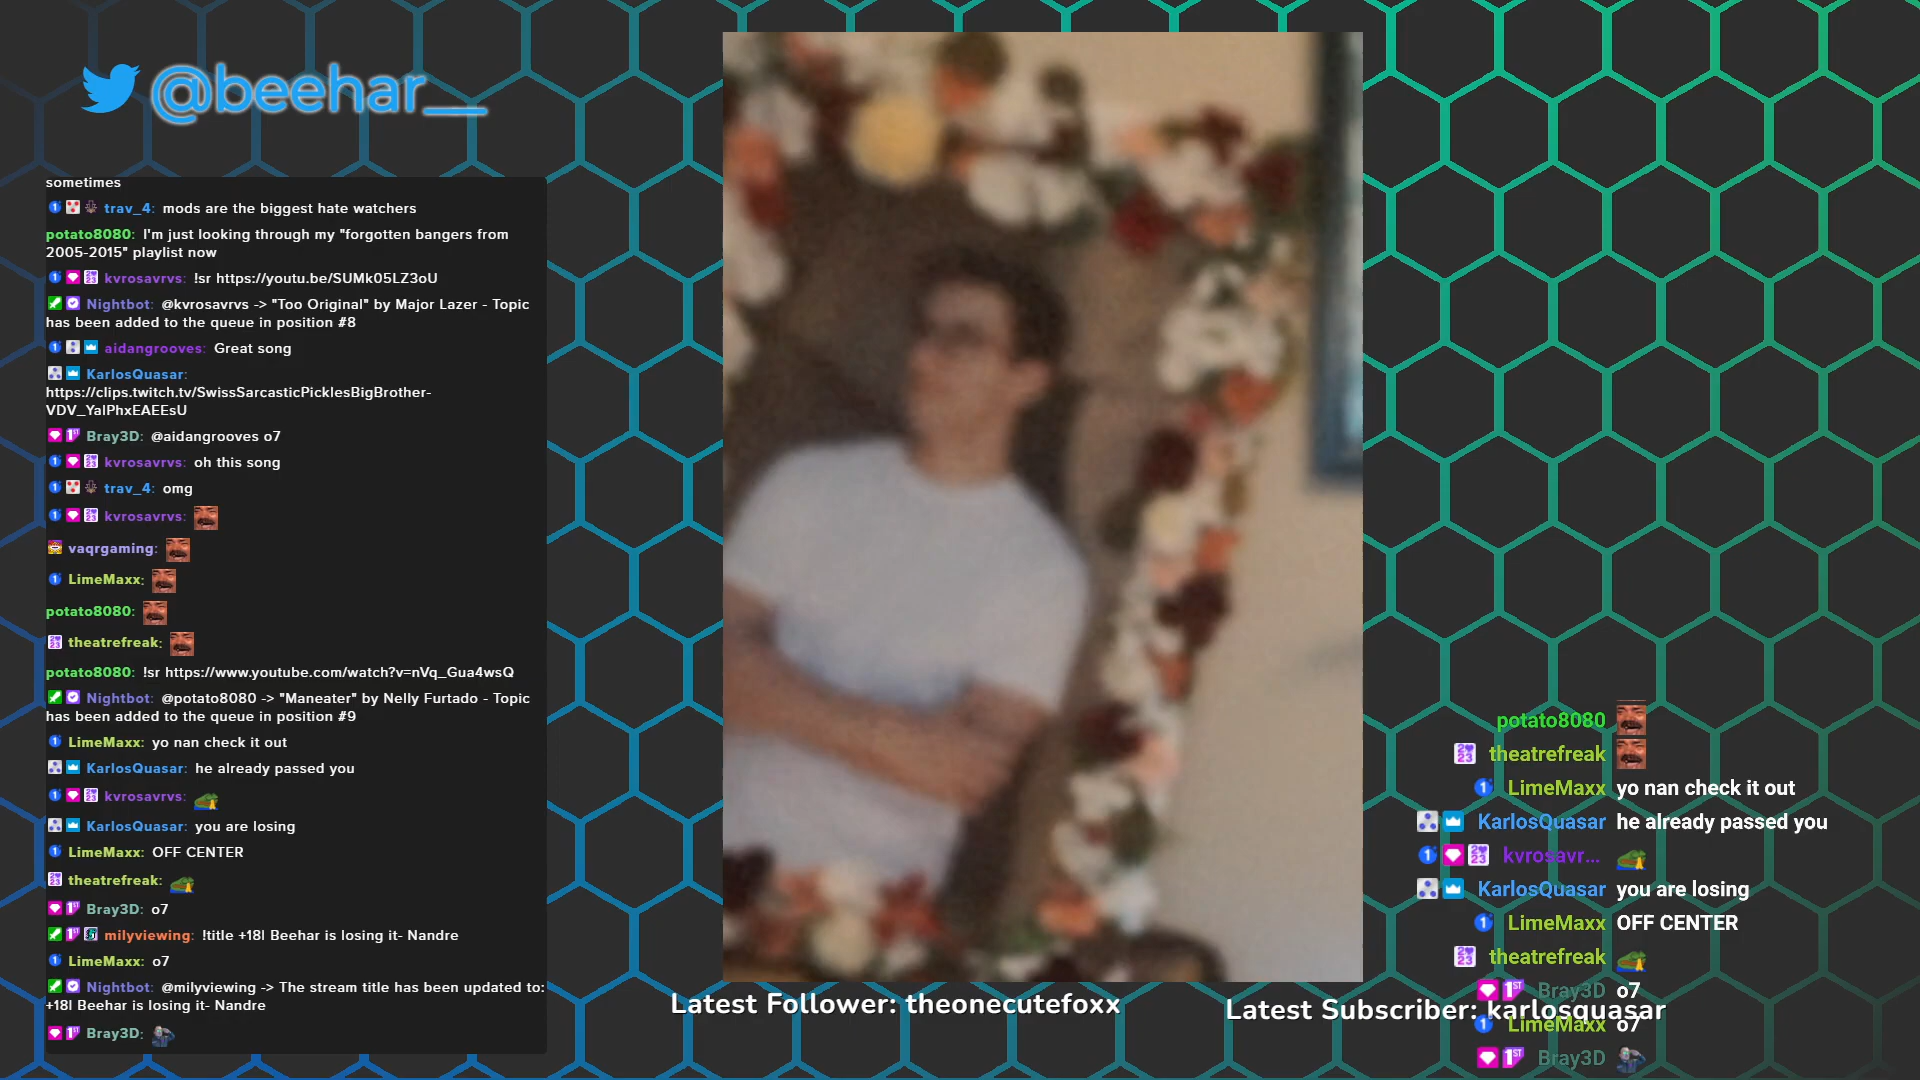 @beehar__
sometimes
trav_4: mods are the biggest hate watchers
potato8080: I'm just looking through my "forgotten bangers from
2005-2015" playlist now
kvrosavrvs: !sr https://youtu.be/SUMk05LZ3oU
Nightbot: @kvrosavrvs -> "Too Original" by Major Lazer - Topic
has been added to the queue in position #8
aidangrooves: Great song
KarlosQuasar:
https://clips.twitch.tv/SwissSarcasticPicklesBigBrother-
VDV_YalPhxEAEEsU
Bray3D: @aidangrooves o7
kvrosavrvs: oh this song
trav_4: omg
kvrosavrvs:
vaqrgaming:
LimeMaxx:
potato8080:
theatrefreak:
potato8080: !sr https://www.youtube.com/watch?v=nVq_Gua4wsQ
Nightbot: @potato8080 -> "Maneater" by Nelly Furtado - Topic
has been added to the queue in position #9
LimeMaxx: yo nan check it out
KarlosQuasar: he already passed you
kvrosavrvs:
KarlosQuasar: you are losing
LimeMaxx: OFF CENTER
theatrefreak:
Bray3D: o7
milyviewing: !title +18| Beehar is losing it- Nandre
LimeMaxx: o7
Nightbot: @milyviewing -> The stream title has been updated to:
+18| Beehar is losing it- Nandre
Bray3D:
Latest Follower: theonecutefoxx
Latest Subscriber: karlosquasar
potato8080
theatrefreak
LimeMaxx yo nan check it out
KarlosQuasar he already passed you
kvrosavr...
KarlosQuasar you are losing
LimeMaxx OFF CENTER
theatrefreak
Bray3D o7
LimeMaxx o7
Bray3D